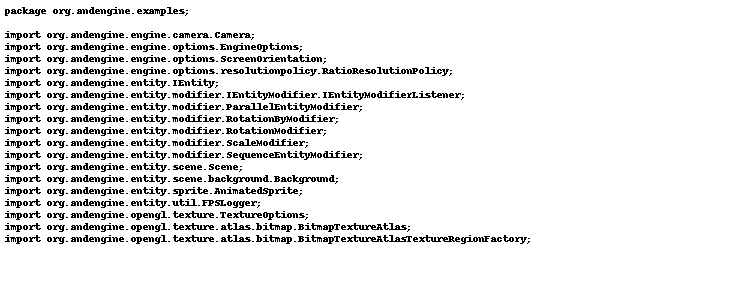 package org.andengine.examples;
import org.andengine.engine.camera.Camera;
import org.andengine.engine.options.EngineOptions;
import org.andengine.engine.options.ScreenOrientation;
import org.andengine.engine.options.resolutionpolicy.RatioResolutionPolicy;
import org.andengine.entity.IEntity;
import org.andengine.entity.modifier.IEntityModifier.IEntityModifierListener;
import org.andengine.entity.modifier.ParallelEntityModifier;
import org.andengine.entity.modifier.RotationByModifier;
import org.andengine.entity.modifier.RotationModifier;
import org.andengine.entity.modifier.ScaleModifier;
import org.andengine.entity.modifier.SequenceEntityModifier;
import org.andengine.entity.scene.Scene;
import org.andengine.entity.scene.background.Background;
import org.andengine.entity.sprite.AnimatedSprite;
import org.andengine.entity.util.FPSLogger;
import org.andengine.opengl.texture.TextureOptions;
import org.andengine.opengl.texture.atlas.bitmap.BitmapTextureAtlas;
import org.andengine.opengl.texture.atlas.bitmap.BitmapTextureAtlasTextureRegionFactory;